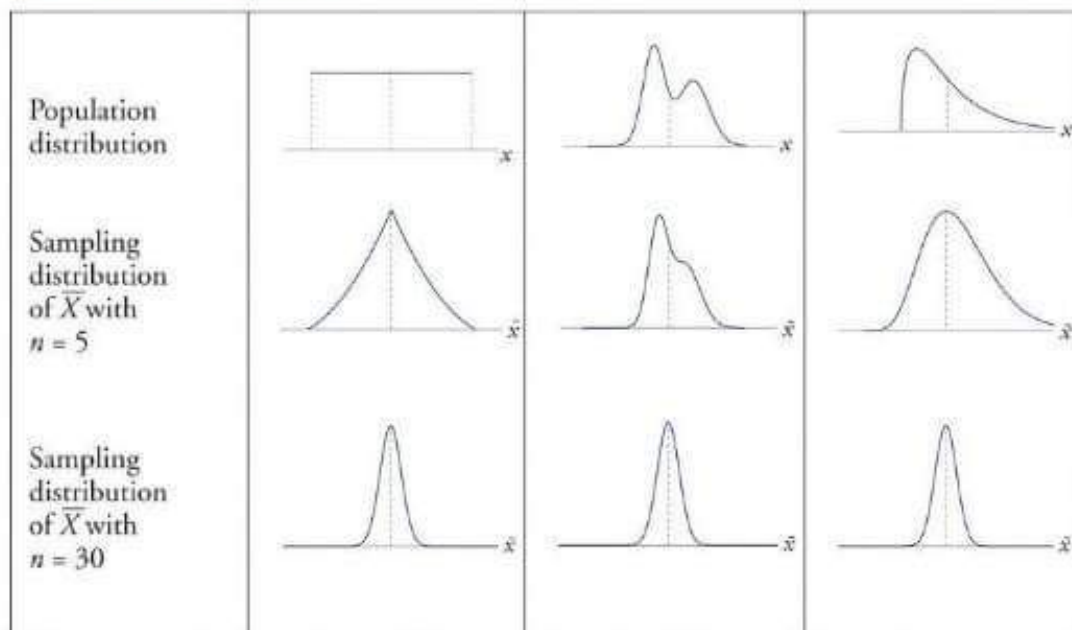 Population
distribution
x
x
x
Sampling
distribution
of X̅ with
n = 5
x̄
x̄
x̄
Sampling
distribution
of X̅ with
n = 30
x̄
x̄
x̄